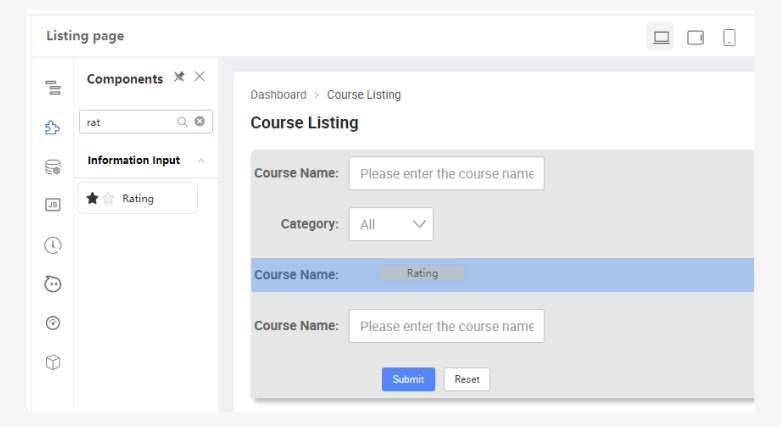 Listing page
Components
rat
Information Input
Rating
JS
Dashboard > Course Listing
Course Listing
Course Name: Please enter the course name
Category: All
Course Name: Rating
Course Name: Please enter the course name
Submit Reset